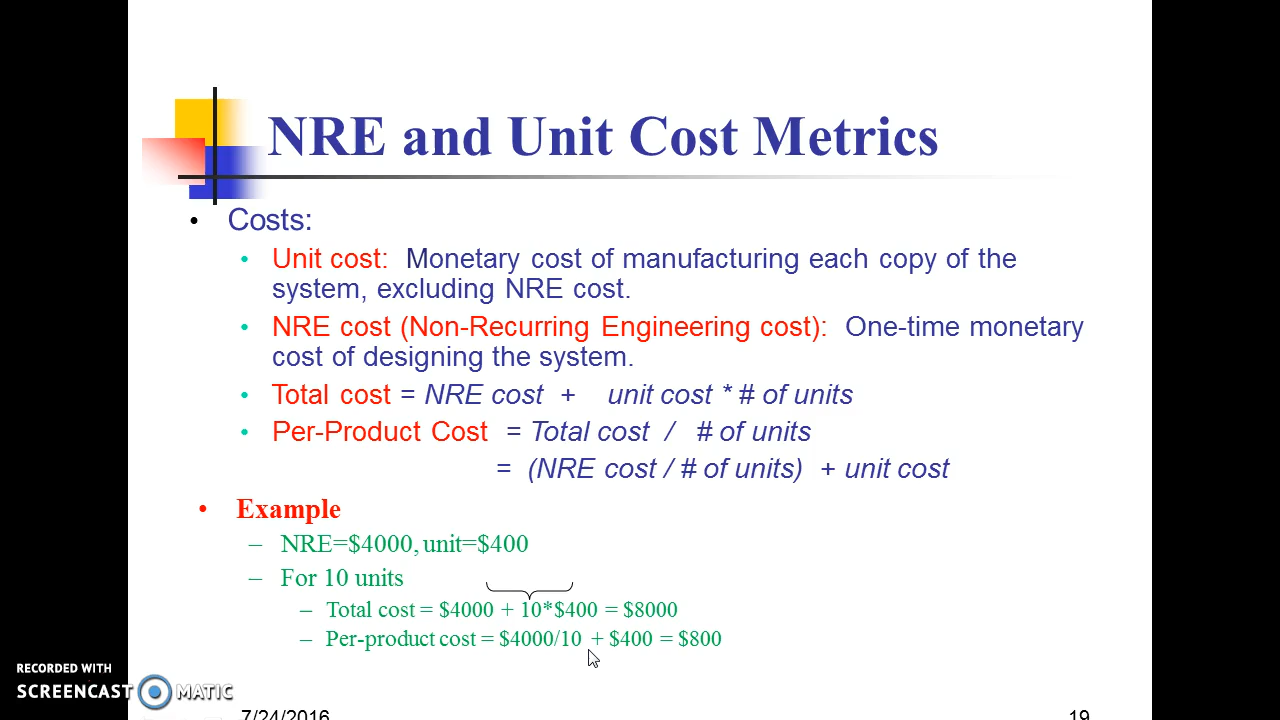 NRE and Unit Cost Metrics
• Costs:
• Unit cost: Monetary cost of manufacturing each copy of the
system, excluding NRE cost.
• NRE cost (Non-Recurring Engineering cost): One-time monetary
cost of designing the system.
• Total cost = NRE cost + unit cost * # of units
• Per-Product Cost = Total cost / # of units
= (NRE cost / # of units) + unit cost
• Example
– NRE=$4000, unit=$400
– For 10 units
– Total cost = $4000 + 10*$400 = $8000
– Per-product cost = $4000/10 + $400 = $800
RECORDED WITH
SCREENCAST MATIC
7/24/2016
19